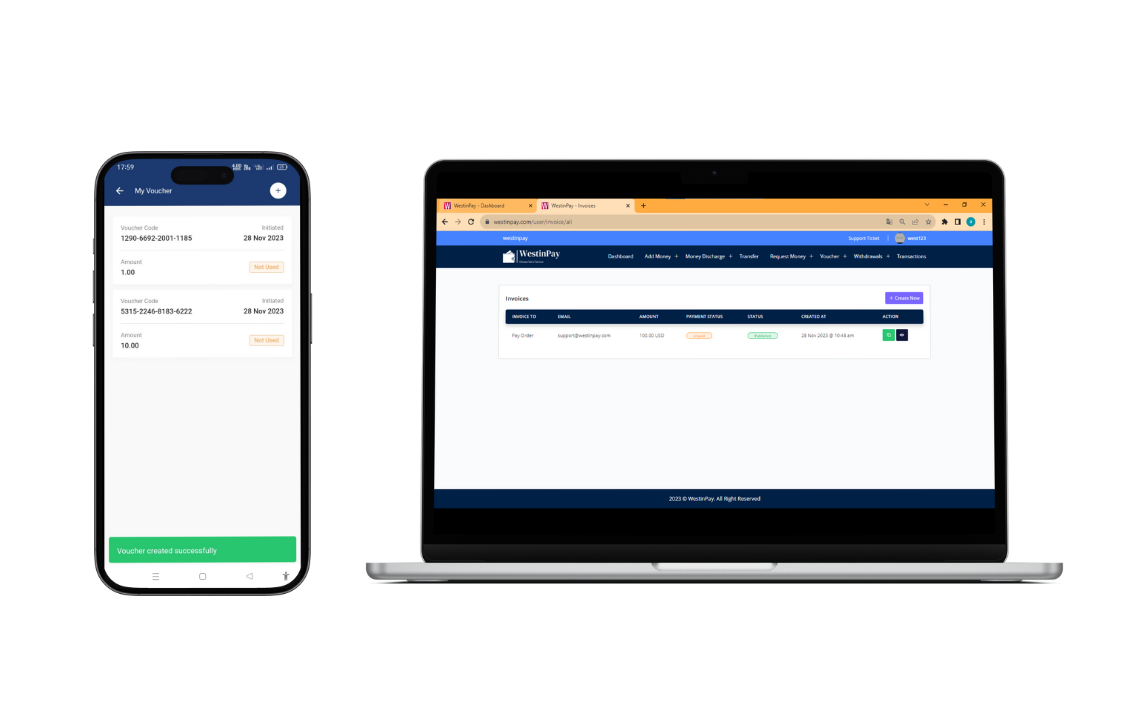 17:59
My Voucher
+
Voucher Code Initiated
1290-6692-2001-1185 28 Nov 2023
Amount
1.00 Not Used
Voucher Code Initiated
5315-2246-8183-6222 28 Nov 2023
Amount
10.00 Not Used
Voucher created successfully
WestinPay - Dashboard WestinPay - Invoices
westinpay.com/user/invoice/all
westinpay Support Ticket west123
WestinPay Dashboard Add Money + Money Discharge + Transfer Request Money + Voucher + Withdrawals + Transactions
Invoices + Create Now
INVOICE TO EMAIL AMOUNT PAYMENT STATUS STATUS CREATED AT ACTION
Pay Order support@westinpay.com 100.00 USD Unpaid Published 28 Nov 2023 @ 10:48 am
2023 © WestinPay. All Right Reserved